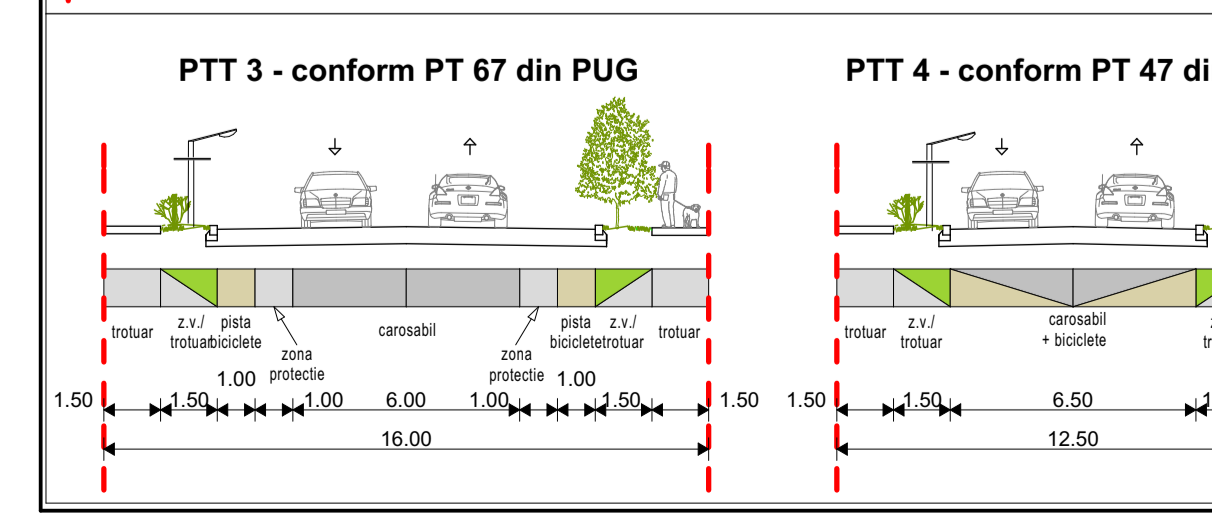 PTT 3 - conform PT 67 din PUG
trotuar
z.v./
trotuar
pista
biciclete
zona
protectie
carosabil
zona
protectie
pista
biciclete
z.v./
trotuar
trotuar
1.00
1.00
1.50
1.50
1.00
6.00
1.00
1.50
1.50
16.00
PTT 4 - conform PT 47 di
trotuar
z.v./
trotuar
carosabil
+ biciclete
1.50
1.50
6.50
12.50